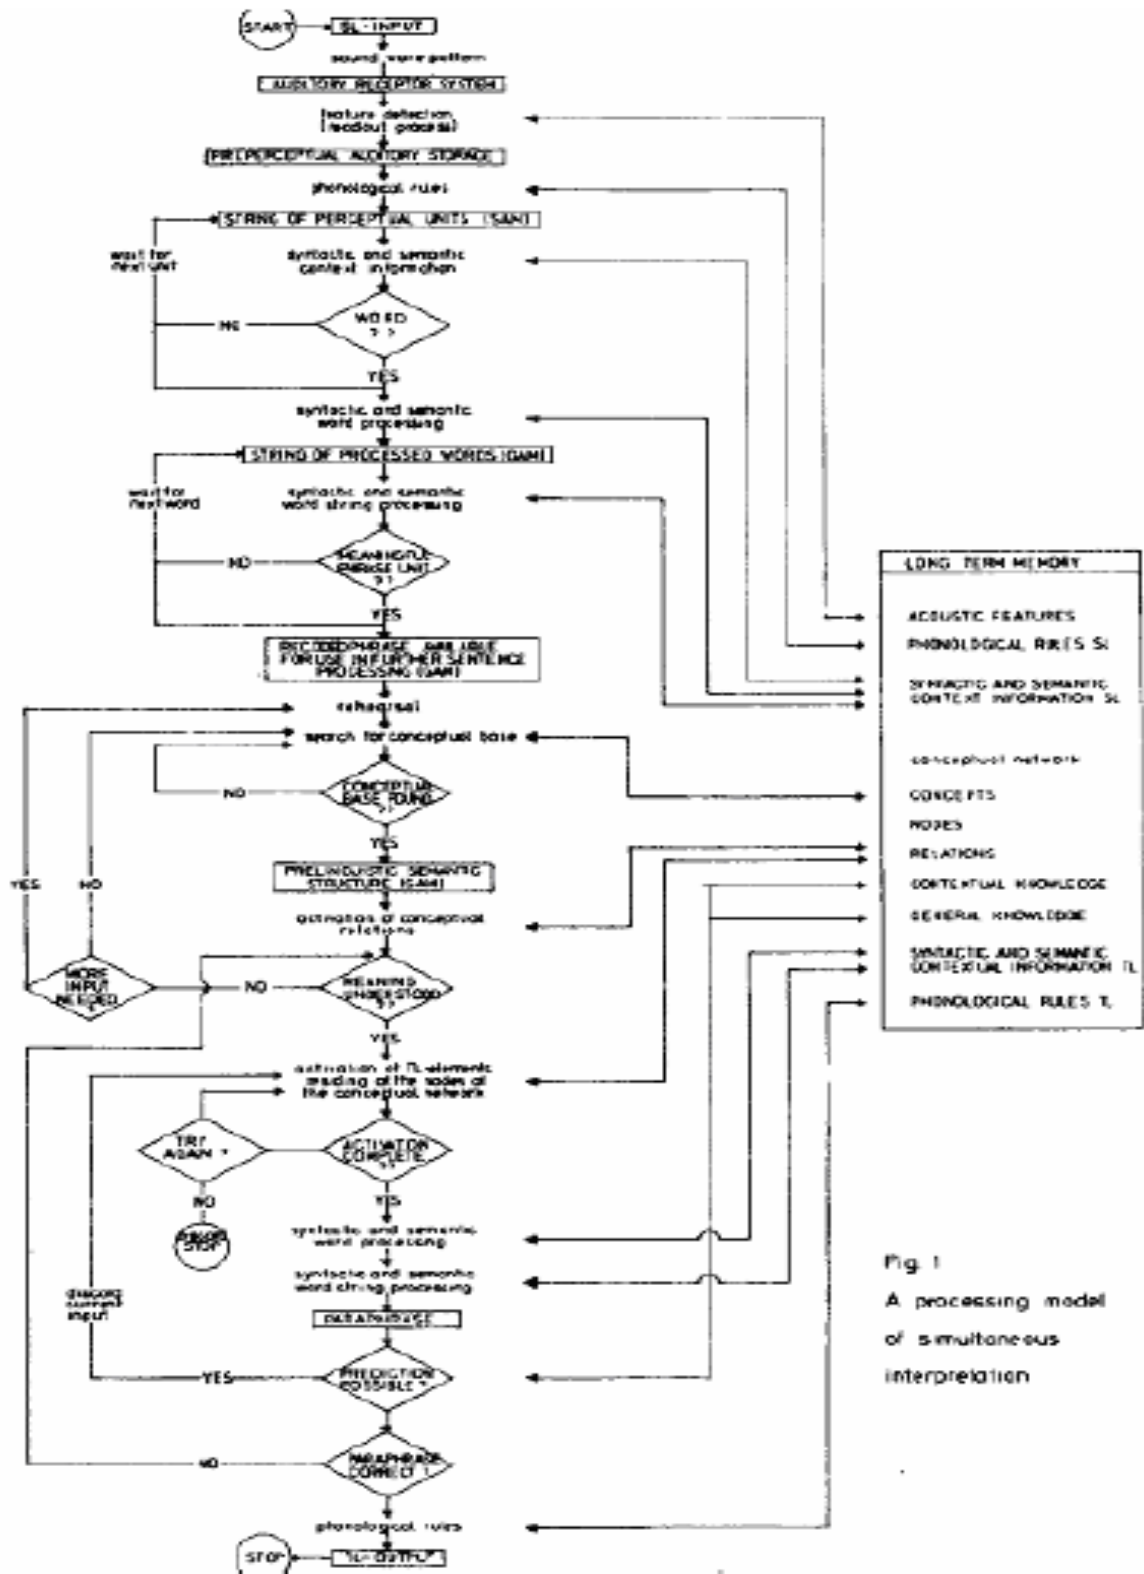 START
SL-INPUT
sound wave pattern
AUDITORY RECEPTOR SYSTEM
feature detection
(readout process)
PREPERCEPTUAL AUDITORY STORAGE
phonological rules
STRING OF PERCEPTUAL UNITS (SAM)
wait for
next unit
syntactic and semantic
context information
NO
WORD
YES
syntactic and semantic
word processing
STRING OF PROCESSED WORDS (GAM)
wait for
next word
syntactic and semantic
word string processing
NO
MEANINGFUL
PHRASE UNIT
YES
PHRASE AVAILABLE
FOR USE IN FURTHER SENTENCE
PROCESSING (GAM)
rehearsal
search for conceptual base
NO
CONCEPTUAL
BASE FOUND
YES
PRELINGUISTIC SEMANTIC
STRUCTURE (GAM)
YES
NO
activation of conceptual
relations
MORE
INPUT
NEEDED
NO
MEANING
UNDERSTOOD
YES
activation of TL-elements
residing at the nodes of
the conceptual network
TRY
AGAIN ?
ACTIVATION
COMPLETE
NO
YES
STOP
syntactic and semantic
word processing
syntactic and semantic
word string processing
discard
current
input
PARAPHRASE
YES
PREDICTION
POSSIBLE ?
NO
PARAPHRASE
CORRECT ?
phonological rules
STOP
TL-OUTPUT
LONG TERM MEMORY
ACOUSTIC FEATURES
PHONOLOGICAL RULES SL
SYNTACTIC AND SEMANTIC
CONTEXT INFORMATION SL
conceptual network
CONCEPTS
NODES
RELATIONS
CONTEXTUAL KNOWLEDGE
GENERAL KNOWLEDGE
SYNTACTIC AND SEMANTIC
CONTEXTUAL INFORMATION TL
PHONOLOGICAL RULES TL
Fig. 1
A processing model
of simultaneous
interpretation